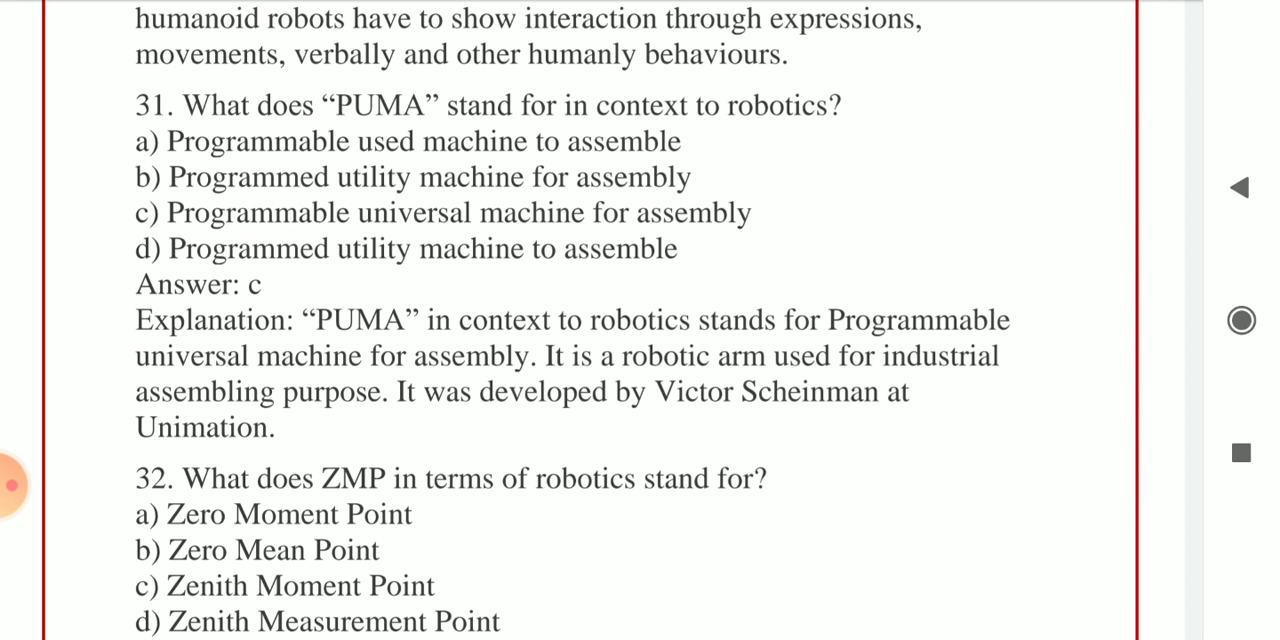 humanoid robots have to show interaction through expressions,
movements, verbally and other humanly behaviours.
31. What does “PUMA” stand for in context to robotics?
a) Programmable used machine to assemble
b) Programmed utility machine for assembly
c) Programmable universal machine for assembly
d) Programmed utility machine to assemble
Answer: c
Explanation: “PUMA” in context to robotics stands for Programmable
universal machine for assembly. It is a robotic arm used for industrial
assembling purpose. It was developed by Victor Scheinman at
Unimation.
32. What does ZMP in terms of robotics stand for?
a) Zero Moment Point
b) Zero Mean Point
c) Zenith Moment Point
d) Zenith Measurement Point